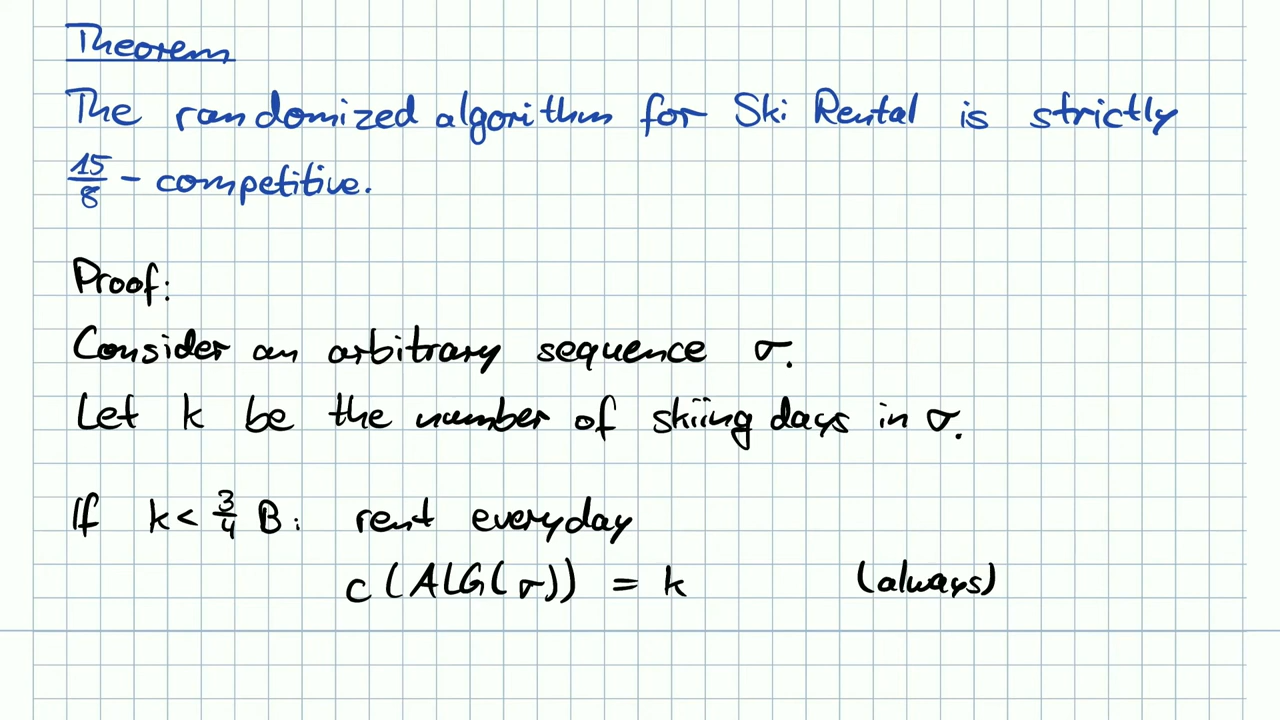 Theorem
The randomized algorithm for Ski Rental is strictly
15/8 - competitive.
Proof:
Consider an arbitrary sequence σ.
Let k be the number of skiing days in σ.
If k < 3/4 B: rent everyday
c(ALG(σ)) = k (always)